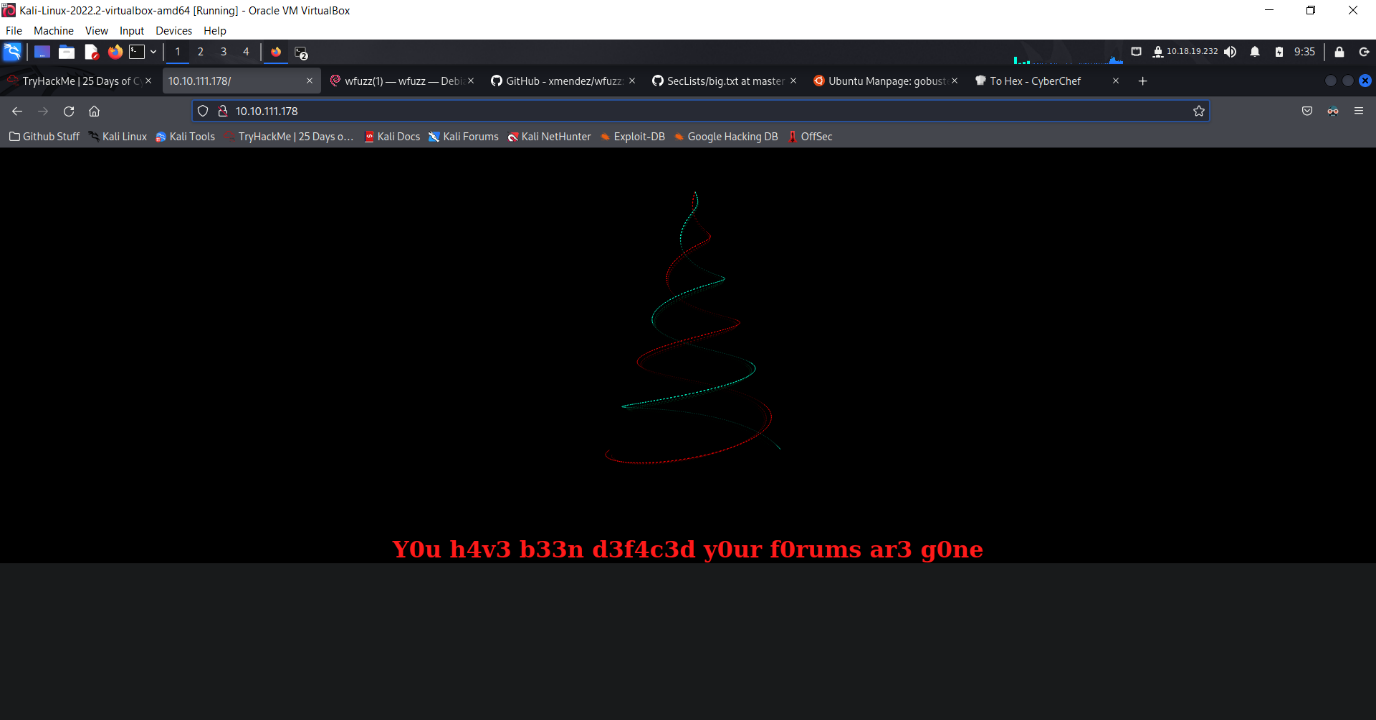 Kali-Linux-2022.2-virtualbox-amd64 [Running] - Oracle VM VirtualBox
File Machine View Input Devices Help
1 2 3 4 2 10.18.19.232 9:35
TryHackMe | 25 Days of Cy 10.10.111.178/ wfuzz(1) — wfuzz — Debi GitHub - xmendez/wfuzz: SecLists/big.txt at master Ubuntu Manpage: gobuste To Hex - CyberChef
10.10.111.178
Github Stuff Kali Linux Kali Tools TryHackMe | 25 Days o… Kali Docs Kali Forums Kali NetHunter Exploit-DB Google Hacking DB OffSec
Y0u h4v3 b33n d3f4c3d y0ur f0rums ar3 g0ne